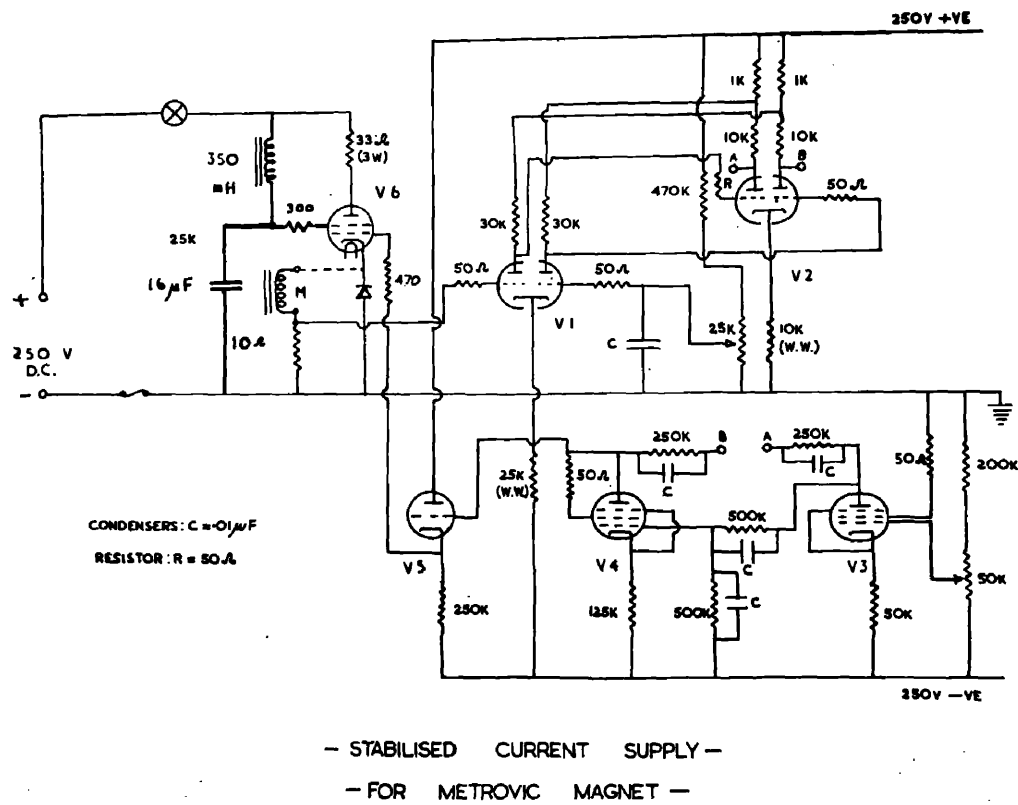 250V +VE
1K 1K
33Ω
(3W)
10K 10K
A B
350
mH
V6
470K
R
50Ω
300
30K 30K
25K
16μF
M
470
50Ω 50Ω
V2
V1
+
10Ω
C
25K
10K
(W.W.)
250 V
D.C.
-
250K B A 250K
C C
50Ω
200K
25K
(W.W.)
50Ω
500K
CONDENSERS: C = .01μF
RESISTOR: R = 50Ω
V5 V4 C V3
50K
250K 125K 500K C 50K
250V -VE
- STABILISED CURRENT SUPPLY -
- FOR METROVIC MAGNET -